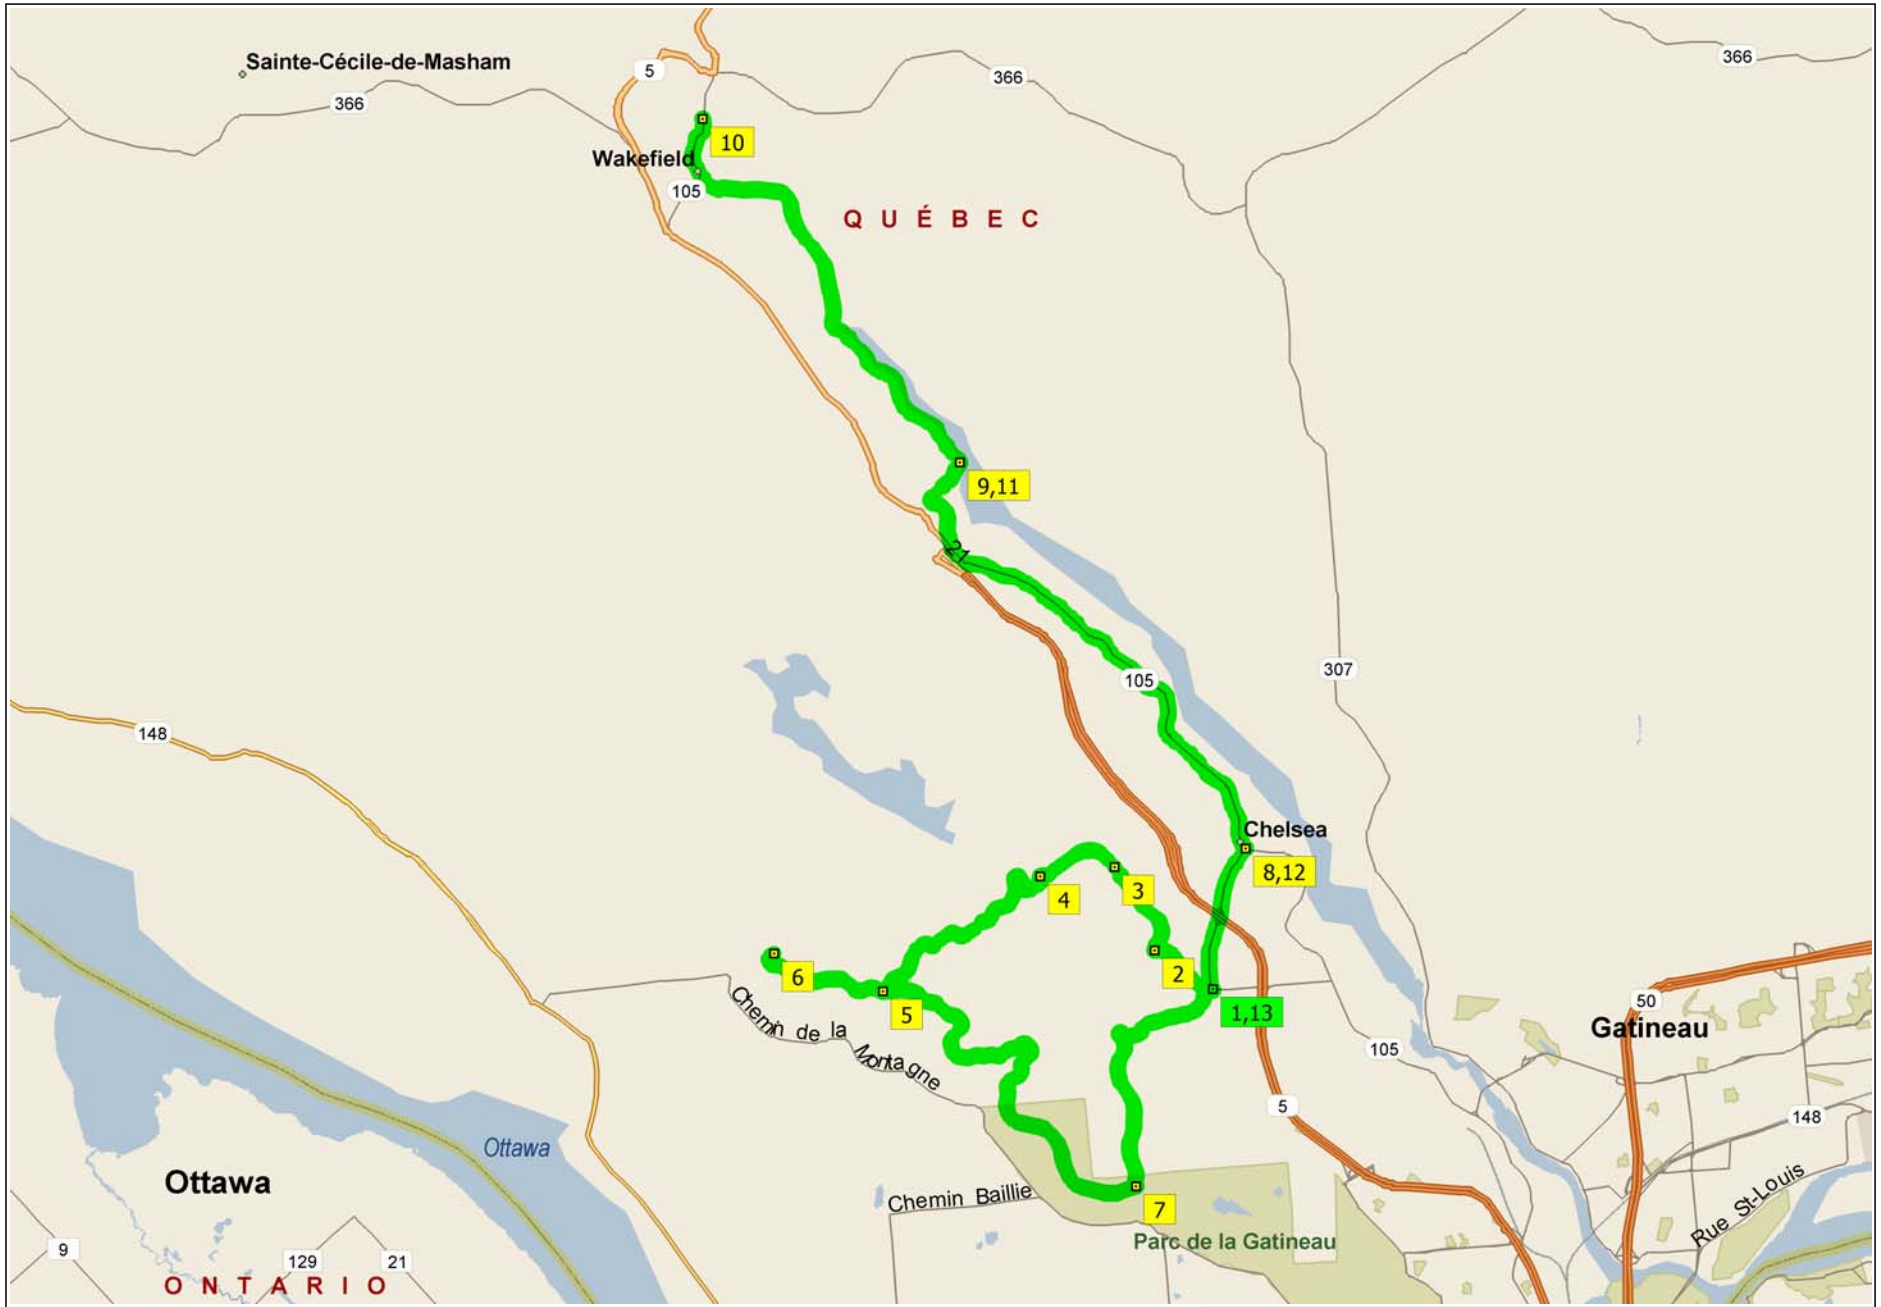 Sainte-Cécile-de-Masham
5
366
366
366
10
Wakefield
105
QUÉBEC
9,11
21
105
307
148
Chelsea
8,12
3
4
2
6
5
1,13
Chemin de la Montagne
50
Gatineau
105
5
148
Ottawa
Ottawa
Chemin Baillie
7
Rue St-Louis
Parc de la Gatineau
9
129
21
ONTARIO